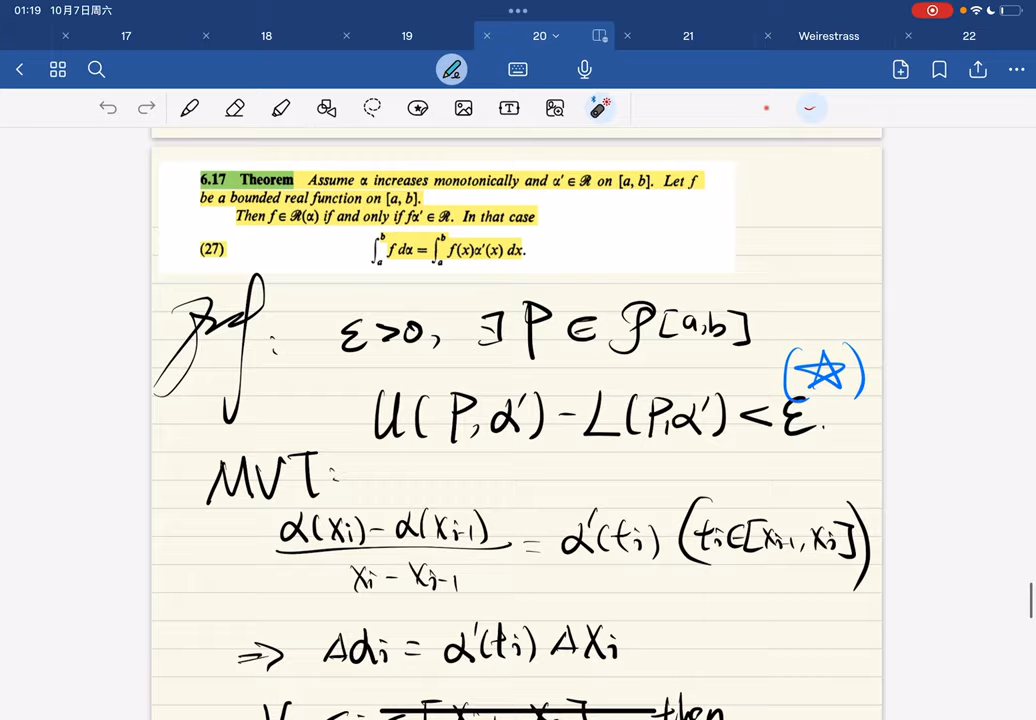 01:19 10月7日周六
17 18 19 20 21 Weirestrass 22
6.17 Theorem Assume α increases monotonically and α′ ∈ ℛ on [a, b]. Let f
be a bounded real function on [a, b].
Then f ∈ ℛ(α) if and only if fα′ ∈ ℛ. In that case
(27) ∫_a^b f dα = ∫_a^b f(x)α′(x) dx.
Prf: ε>0, ∃ P ∈ 𝒫[a,b]
(☆)
U(P,α′) - L(P,α′) < ε.
MVT:
α(xi) - α(xi-1) / xi - xi-1 = α′(ti) (ti∈[xi-1, xi])
⇒ Δαi = α′(ti) Δxi
then